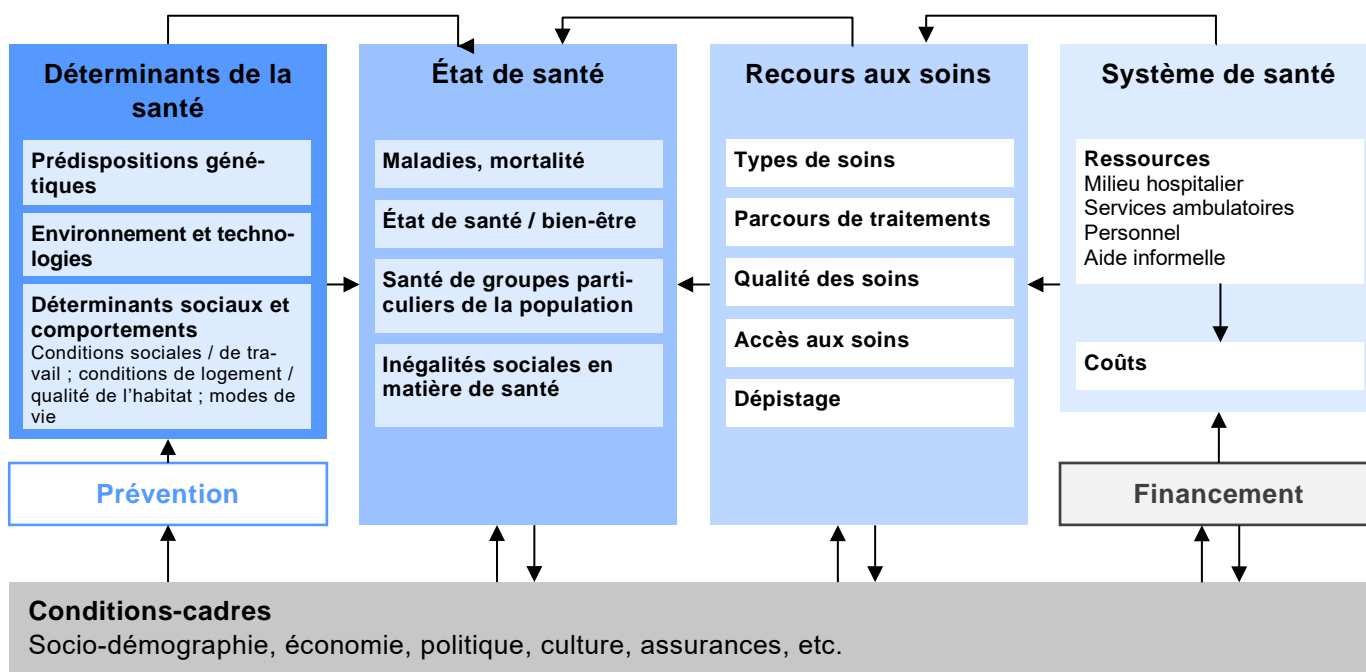 Déterminants de la
santé
Prédispositions géné-
tiques
Environnement et techno-
logies
Déterminants sociaux et
comportements
Conditions sociales / de tra-
vail ; conditions de logement /
qualité de l’habitat ; modes de
vie
Prévention
État de santé
Maladies, mortalité
État de santé / bien-être
Santé de groupes parti-
culiers de la population
Inégalités sociales en
matière de santé
Recours aux soins
Types de soins
Parcours de traitements
Qualité des soins
Accès aux soins
Dépistage
Système de santé
Ressources
Milieu hospitalier
Services ambulatoires
Personnel
Aide informelle
Coûts
Financement
Conditions-cadres
Socio-démographie, économie, politique, culture, assurances, etc.